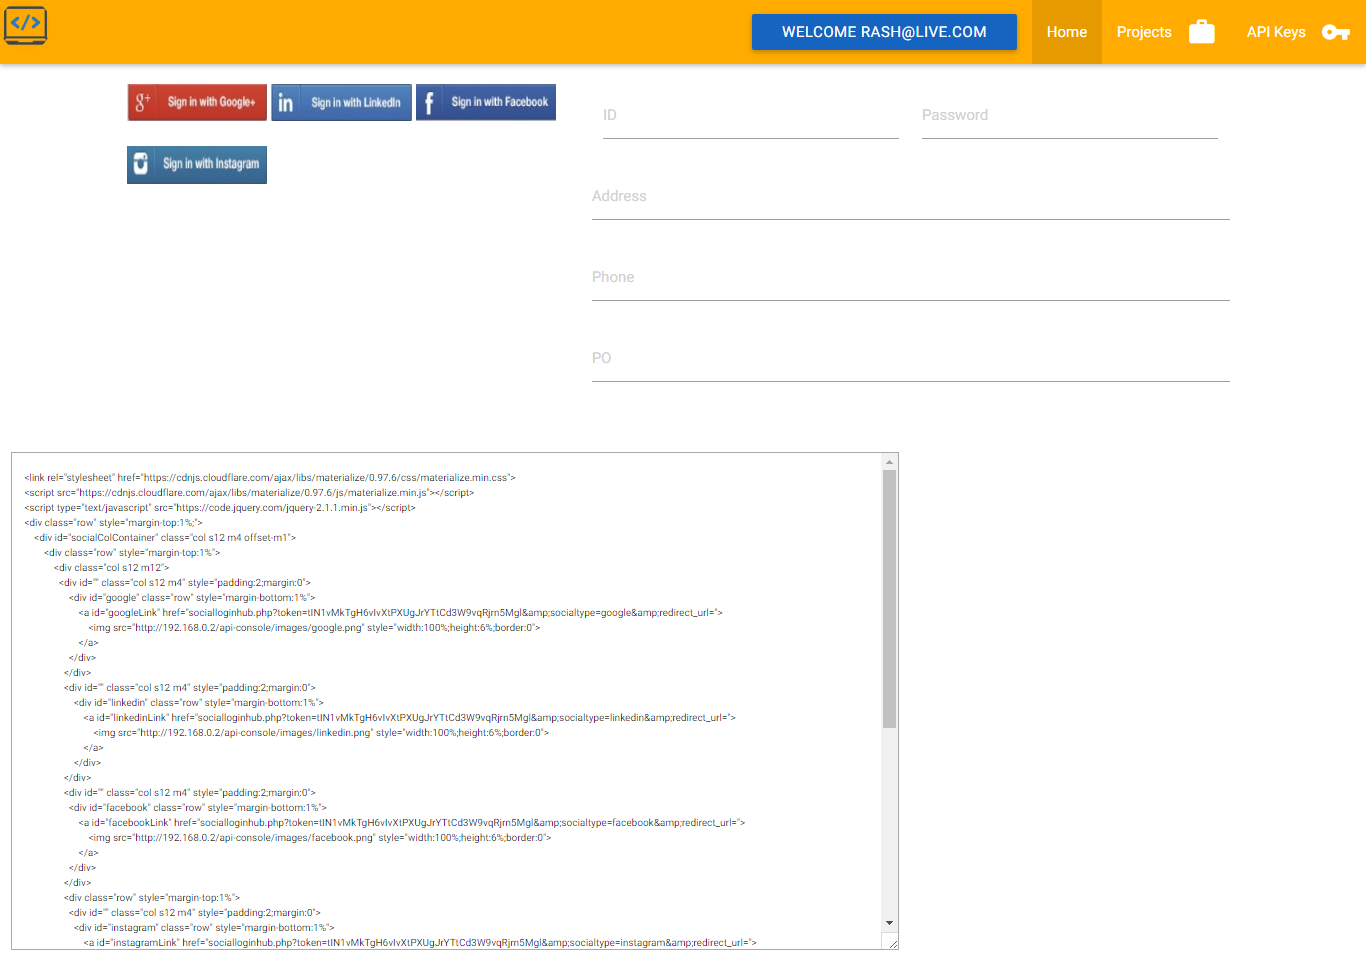 </>
WELCOME RASH@LIVE.COM
Home
Projects
API Keys
g+ Sign in with Google+
in Sign in with LinkedIn
f Sign in with Facebook
Sign in with Instagram
ID
Password
Address
Phone
PO
<link rel="stylesheet" href="https://cdnjs.cloudflare.com/ajax/libs/materialize/0.97.6/css/materialize.min.css">
<script src="https://cdnjs.cloudflare.com/ajax/libs/materialize/0.97.6/js/materialize.min.js"></script>
<script type="text/javascript" src="https://code.jquery.com/jquery-2.1.1.min.js"></script>
<div class="row" style="margin-top:1%;">
<div id="socialColContainer" class="col s12 m4 offset-m1">
<div class="row" style="margin-top:1%">
<div class="col s12 m12">
<div id="" class="col s12 m4" style="padding:2;margin:0">
<div id="google" class="row" style="margin-bottom:1%">
<a id="googleLink" href="socialloginhub.php?token=tIN1vMkTgH6vIvXtPXUgJrYTtCd3W9vqRjrn5Mgl&amp;socialtype=google&amp;redirect_url=">
<img src="http://192.168.0.2/api-console/images/google.png" style="width:100%;height:6%;border:0">
</a>
</div>
</div>
<div id="" class="col s12 m4" style="padding:2;margin:0">
<div id="linkedin" class="row" style="margin-bottom:1%">
<a id="linkedinLink" href="socialloginhub.php?token=tIN1vMkTgH6vIvXtPXUgJrYTtCd3W9vqRjrn5Mgl&amp;socialtype=linkedin&amp;redirect_url=">
<img src="http://192.168.0.2/api-console/images/linkedin.png" style="width:100%;height:6%;border:0">
</a>
</div>
</div>
<div id="" class="col s12 m4" style="padding:2;margin:0">
<div id="facebook" class="row" style="margin-bottom:1%">
<a id="facebookLink" href="socialloginhub.php?token=tIN1vMkTgH6vIvXtPXUgJrYTtCd3W9vqRjrn5Mgl&amp;socialtype=facebook&amp;redirect_url=">
<img src="http://192.168.0.2/api-console/images/facebook.png" style="width:100%;height:6%;border:0">
</a>
</div>
</div>
<div class="row" style="margin-top:1%">
<div id="" class="col s12 m4" style="padding:2;margin:0">
<div id="instagram" class="row" style="margin-bottom:1%">
<a id="instagramLink" href="socialloginhub.php?token=tIN1vMkTgH6vIvXtPXUgJrYTtCd3W9vqRjrn5Mgl&amp;socialtype=instagram&amp;redirect_url=">